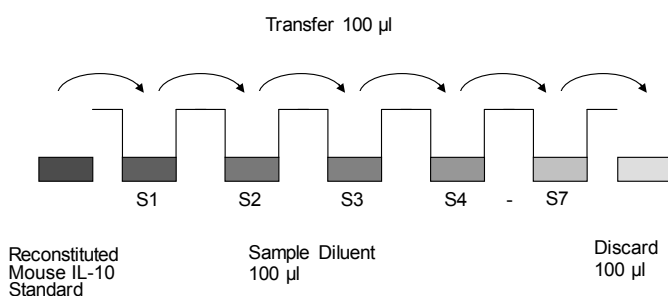 Transfer 100 µl
S1 S2 S3 S4 - S7
Reconstituted
Mouse IL-10
Standard
Sample Diluent
100 µl
Discard
100 µl